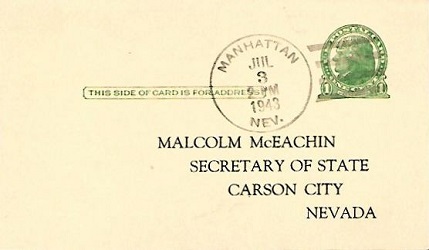 MANHATTAN
JUL
3
PM
1943
NEV.
THIS SIDE OF CARD IS FOR ADDRESS
MALCOLM McEACHIN
SECRETARY OF STATE
CARSON CITY
NEVADA